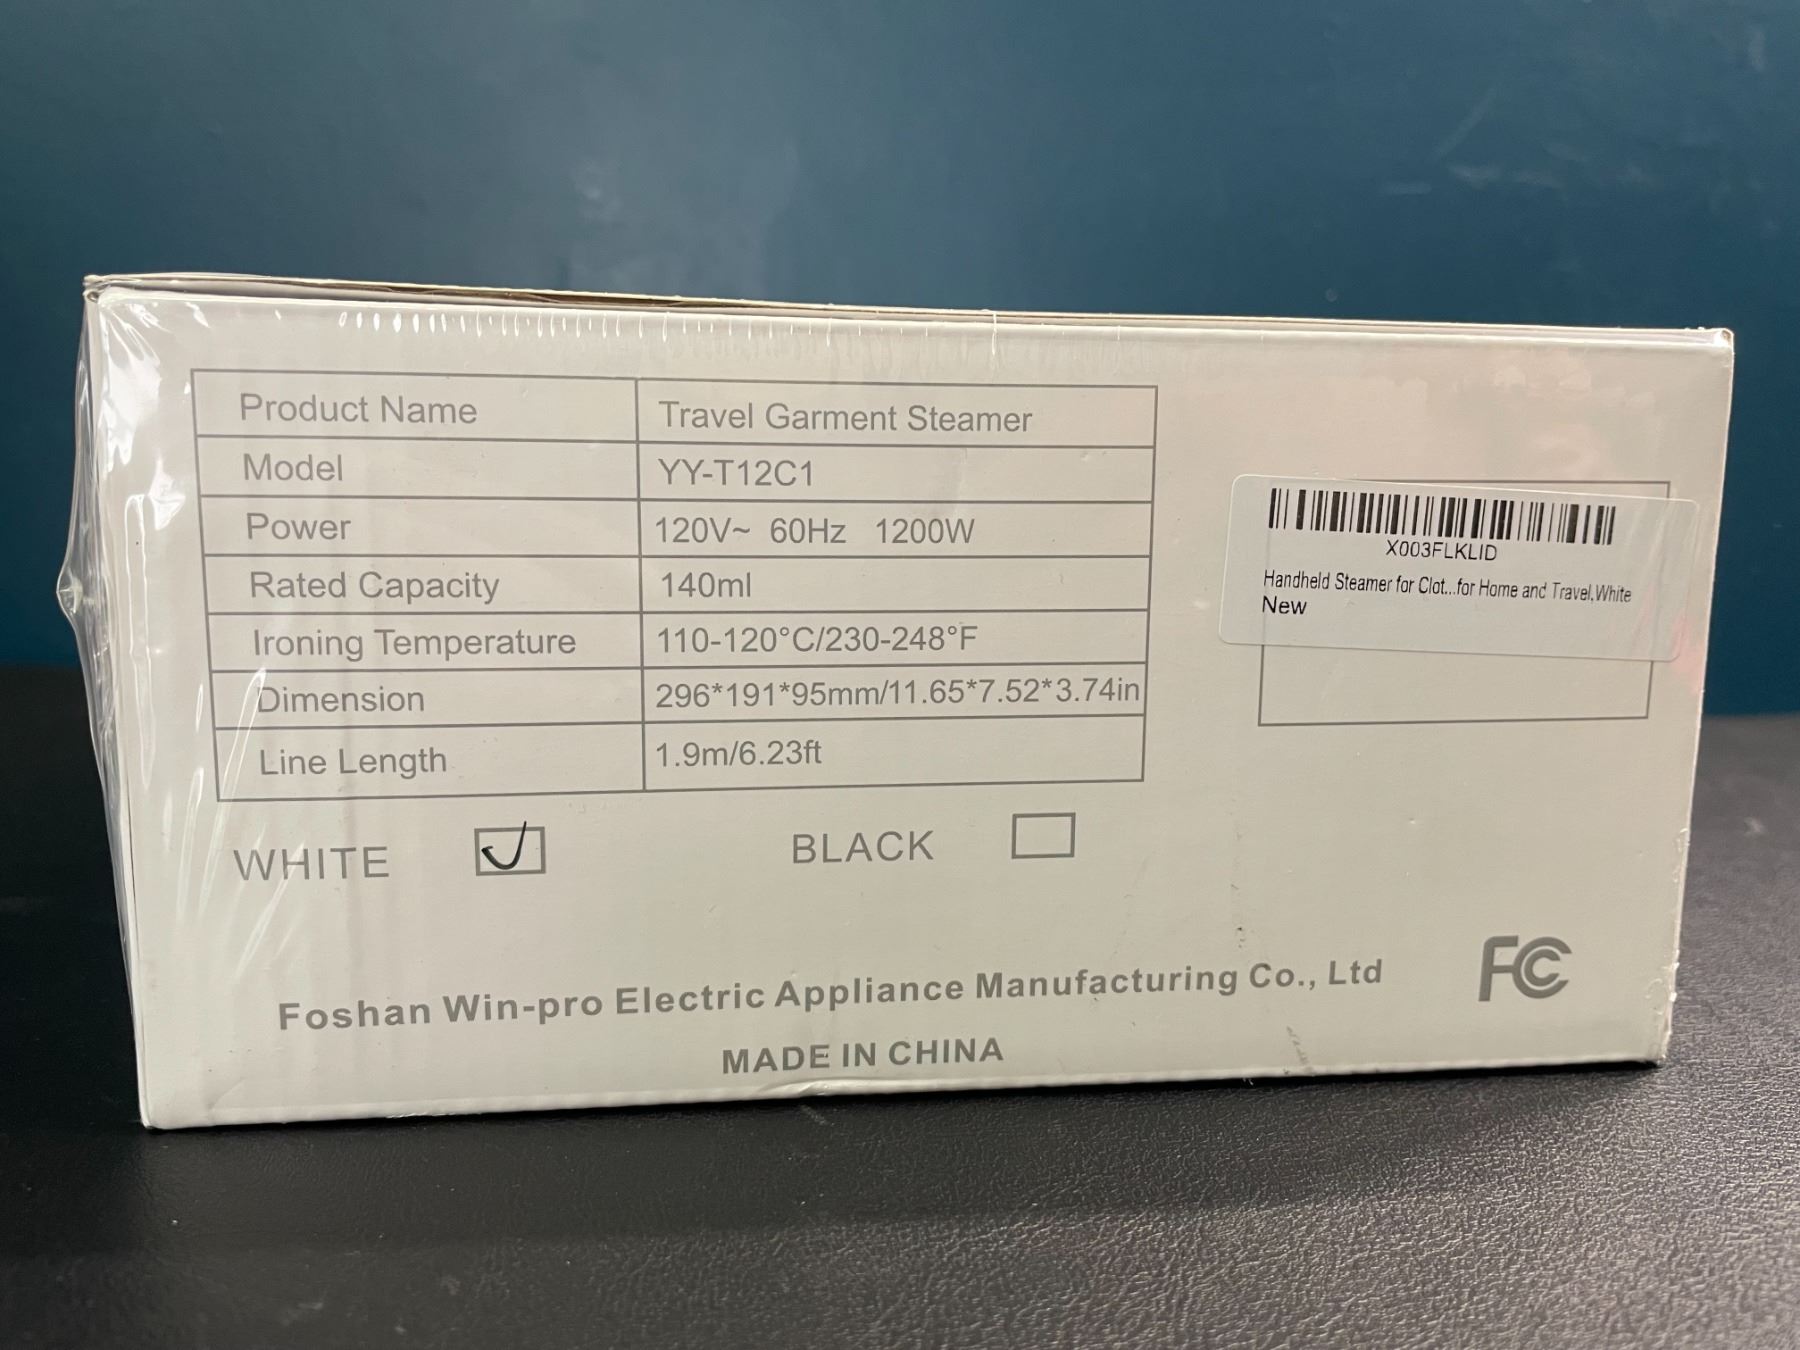 Product Name Travel Garment Steamer
Model YY-T12C1
Power 120V~ 60Hz 1200W
Rated Capacity 140ml
Ironing Temperature 110-120°C/230-248°F
Dimension 296*191*95mm/11.65*7.52*3.74in
Line Length 1.9m/6.23ft
WHITE BLACK
X003FLKLID
Handheld Steamer for Clot...for Home and Travel,White
New
Foshan Win-pro Electric Appliance Manufacturing Co., Ltd
FC
MADE IN CHINA